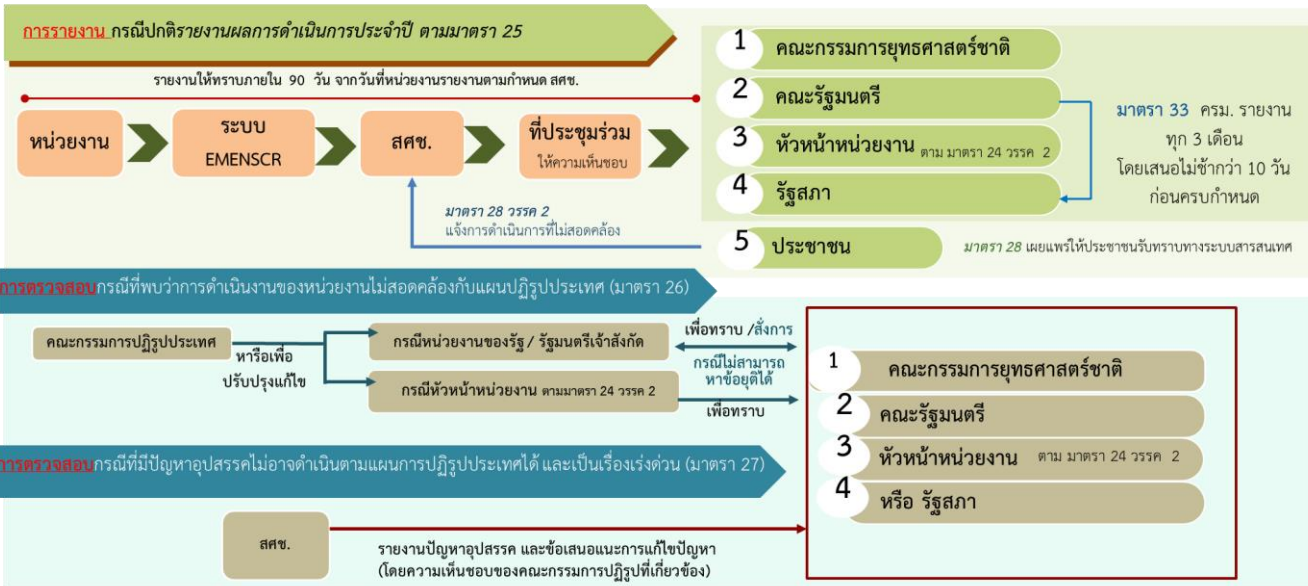 การรายงาน กรณีปกติรายงานผลการดำเนินการประจำปี ตามมาตรา 25
รายงานให้ทราบภายใน 90 วัน จากวันที่หน่วยงานรายงานตามกำหนด สศช.
หน่วยงาน
ระบบ
EMENSCR
สศช.
ที่ประชุมร่วม
ให้ความเห็นชอบ
1 คณะกรรมการยุทธศาสตร์ชาติ
2 คณะรัฐมนตรี
3 หัวหน้าหน่วยงาน ตาม มาตรา 24 วรรค 2
4 รัฐสภา
5 ประชาชน
มาตรา 33 ครม. รายงาน
ทุก 3 เดือน
โดยเสนอไม่ช้ากว่า 10 วัน
ก่อนครบกำหนด
มาตรา 28 วรรค 2
แจ้งการดำเนินการที่ไม่สอดคล้อง
มาตรา 28 เผยแพร่ให้ประชาชนรับทราบทางระบบสารสนเทศ
การตรวจสอบกรณีที่พบว่าการดำเนินงานของหน่วยงานไม่สอดคล้องกับแผนปฏิรูปประเทศ (มาตรา 26)
คณะกรรมการปฏิรูปประเทศ
หารือเพื่อ
ปรับปรุงแก้ไข
กรณีหน่วยงานของรัฐ / รัฐมนตรีเจ้าสังกัด
กรณีหัวหน้าหน่วยงาน ตามมาตรา 24 วรรค 2
เพื่อทราบ /สั่งการ
กรณีไม่สามารถ
หาข้อยุติได้
เพื่อทราบ
1 คณะกรรมการยุทธศาสตร์ชาติ
2 คณะรัฐมนตรี
3 หัวหน้าหน่วยงาน ตาม มาตรา 24 วรรค 2
4 หรือ รัฐสภา
การตรวจสอบกรณีที่มีปัญหาอุปสรรคไม่อาจดำเนินตามแผนการปฏิรูปประเทศได้ และเป็นเรื่องเร่งด่วน (มาตรา 27)
สศช.
รายงานปัญหาอุปสรรค และข้อเสนอแนะการแก้ไขปัญหา
(โดยความเห็นชอบของคณะกรรมการปฏิรูปที่เกี่ยวข้อง)